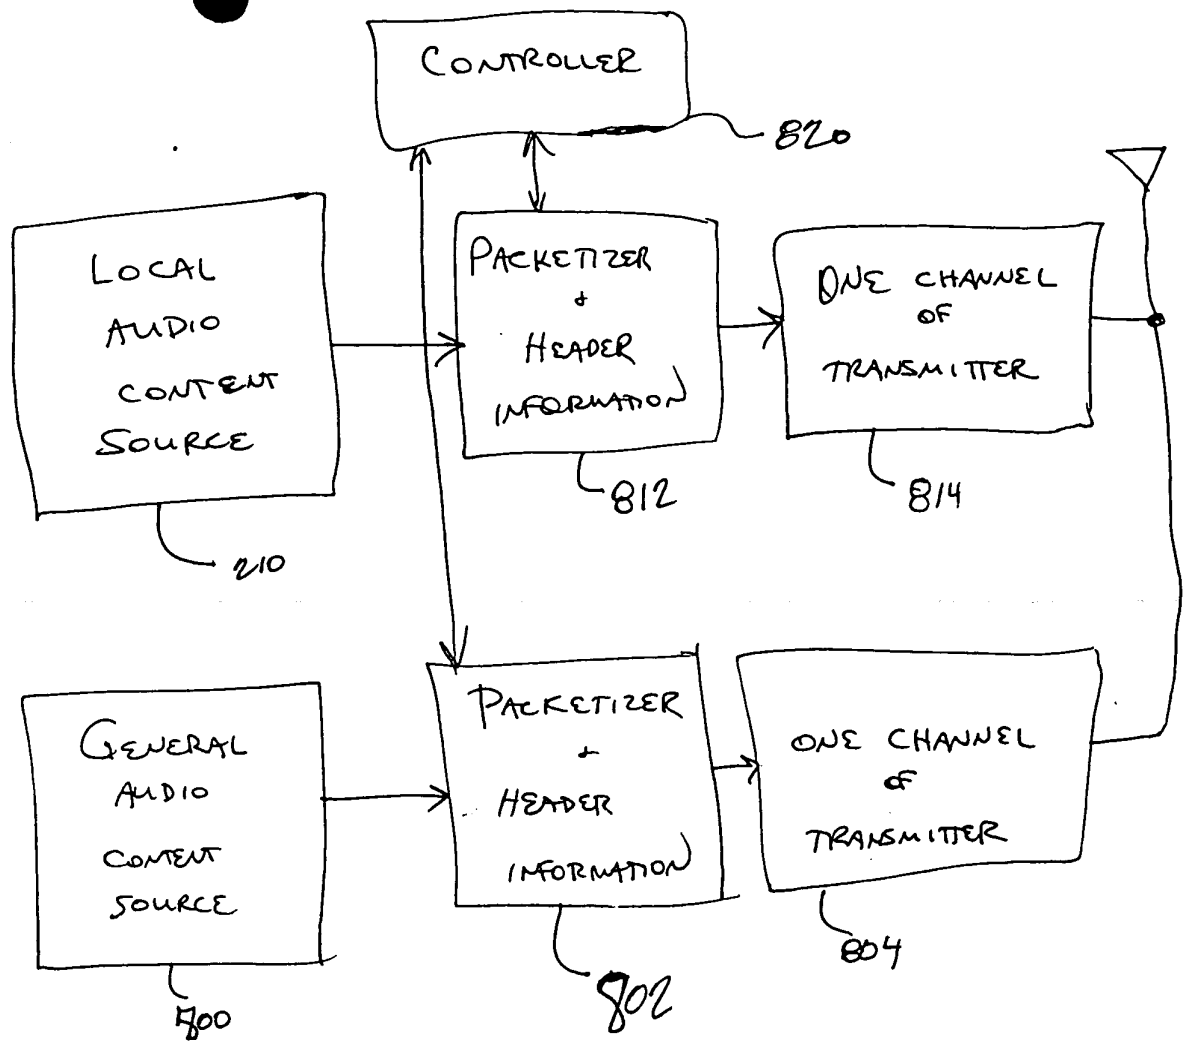 CONTROLLER
820
LOCAL
AUDIO
CONTENT
SOURCE
210
PACKETIZER
+
HEADER
INFORMATION
812
ONE CHANNEL
OF
TRANSMITTER
814
GENERAL
AUDIO
CONTENT
SOURCE
800
PACKETIZER
+
HEADER
INFORMATION
802
ONE CHANNEL
OF
TRANSMITTER
804